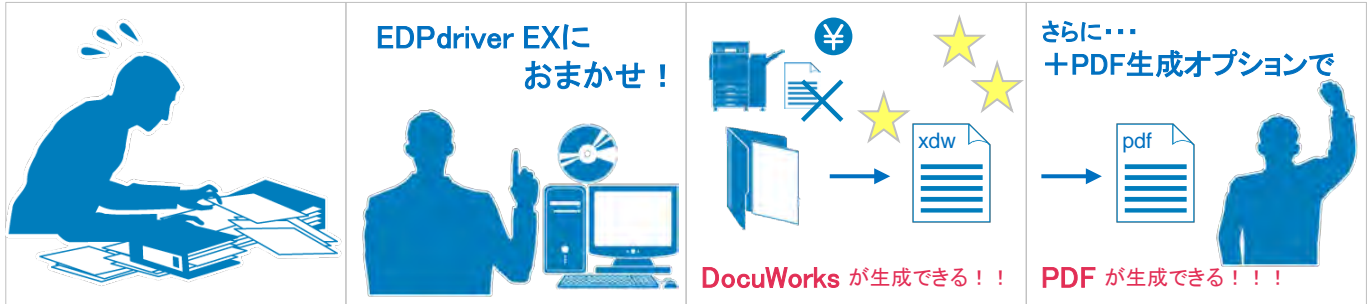 EDPdriver EXに
おまかせ！
¥
xdw
DocuWorks が生成できる！！
さらに・・・
＋PDF生成オプションで
pdf
PDF が生成できる！！！